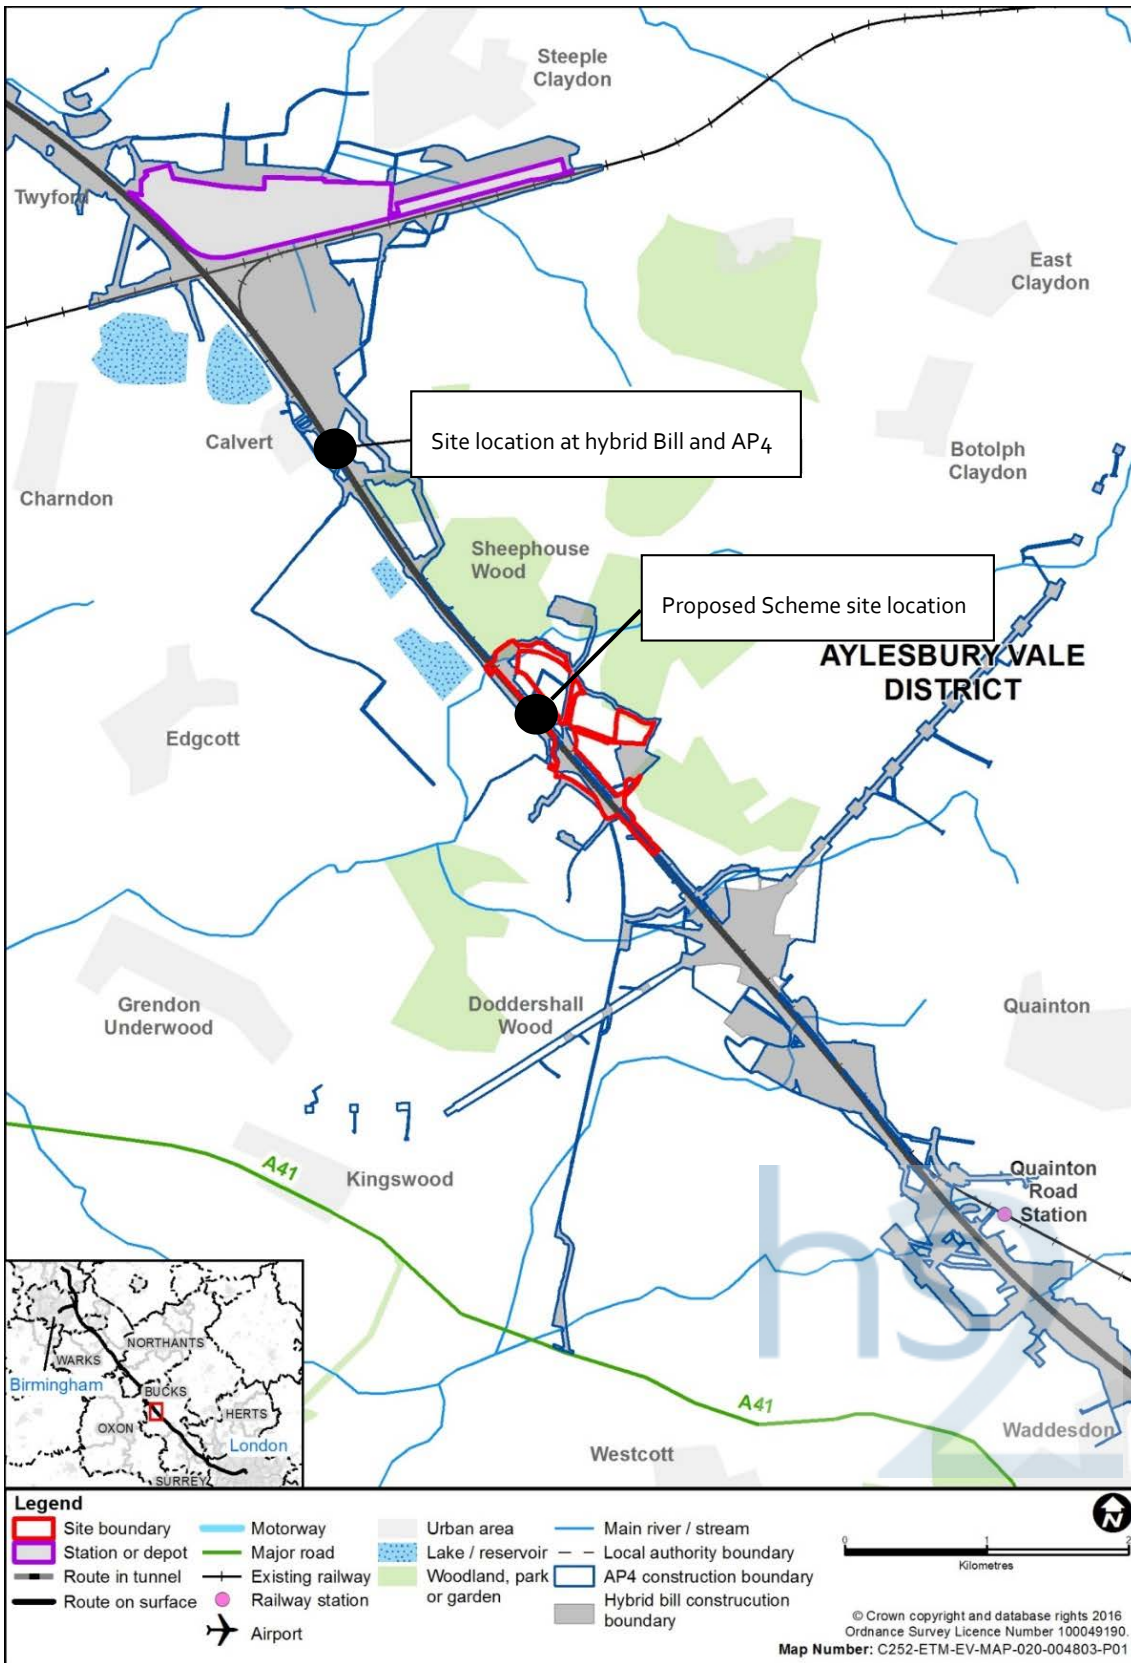 Steeple
Claydon
Twyford
East
Claydon
Site location at hybrid Bill and AP4
Calvert
Botolph
Claydon
Charndon
Sheephouse
Wood
Proposed Scheme site location
AYLESBURY VALE
DISTRICT
Edgcott
Grendon
Underwood
Doddershall
Wood
Quainton
A41
Kingswood
Quainton
Road
Station
hs2
A41
Westcott
Waddesdon
NORTHANTS
WARKS
Birmingham
BUCKS
OXON
HERTS
London
SURREY
Legend
Site boundary
Station or depot
Route in tunnel
Route on surface
Motorway
Major road
Existing railway
Railway station
Airport
Urban area
Lake / reservoir
Woodland, park
or garden
Main river / stream
Local authority boundary
AP4 construction boundary
Hybrid bill construcution
boundary
N
0 1 2
Kilometres
© Crown copyright and database rights 2016
Ordnance Survey Licence Number 100049190.
Map Number: C252-ETM-EV-MAP-020-004803-P01